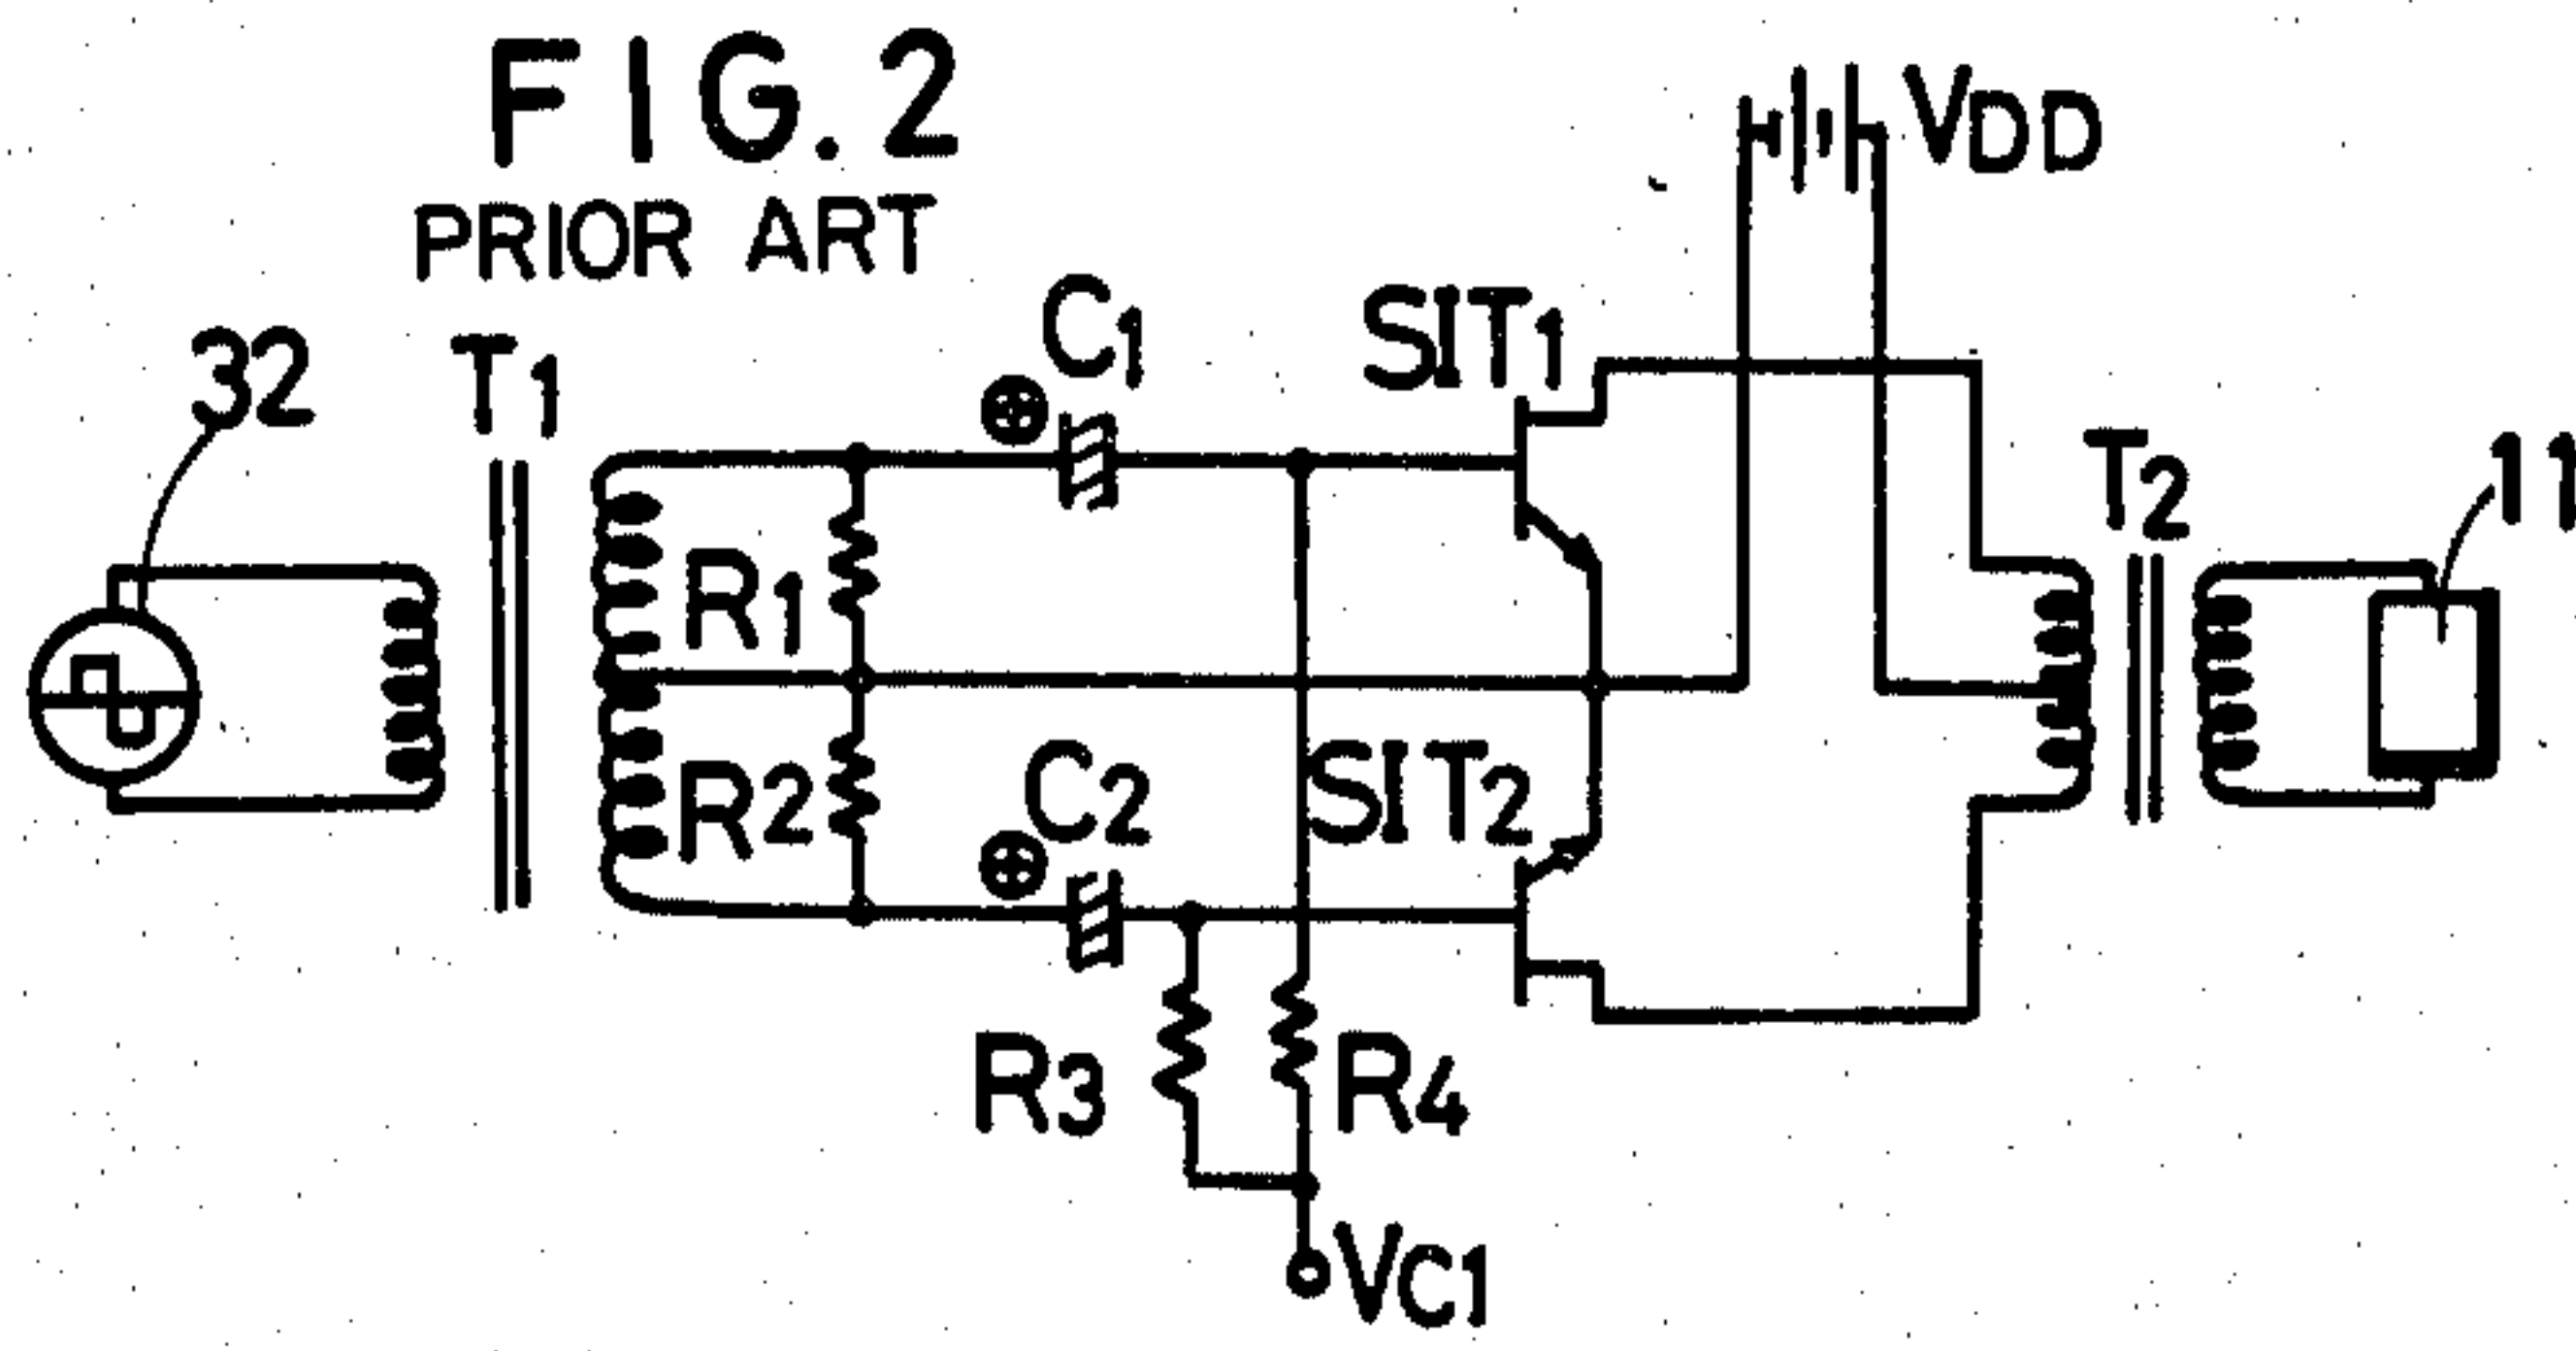 FIG. 2
PRIOR ART
VDD
C1
SIT1
32
T1
T2
11
R1
R2
C2
SIT2
R3
R4
VC1